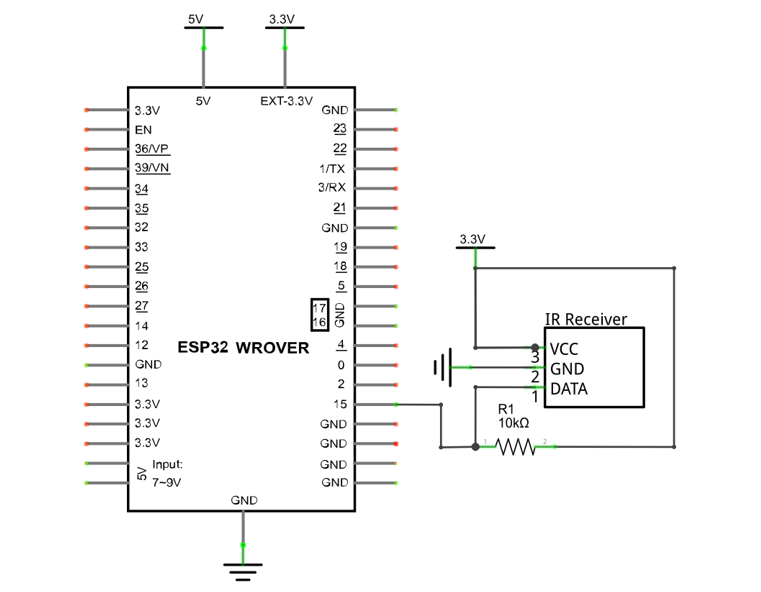 5V
3.3V
5V
EXT-3.3V
3.3V
EN
36/VP
39/VN
34
35
32
33
25
26
27
14
12
GND
13
3.3V
3.3V
3.3V
5V
Input:
7~9V
GND
23
22
1/TX
3/RX
21
GND
19
18
5
17
16
GND
4
0
2
15
GND
GND
GND
GND
ESP32 WROVER
GND
3.3V
IR Receiver
VCC
3
GND
2
DATA
1
R1
10kΩ
1
2